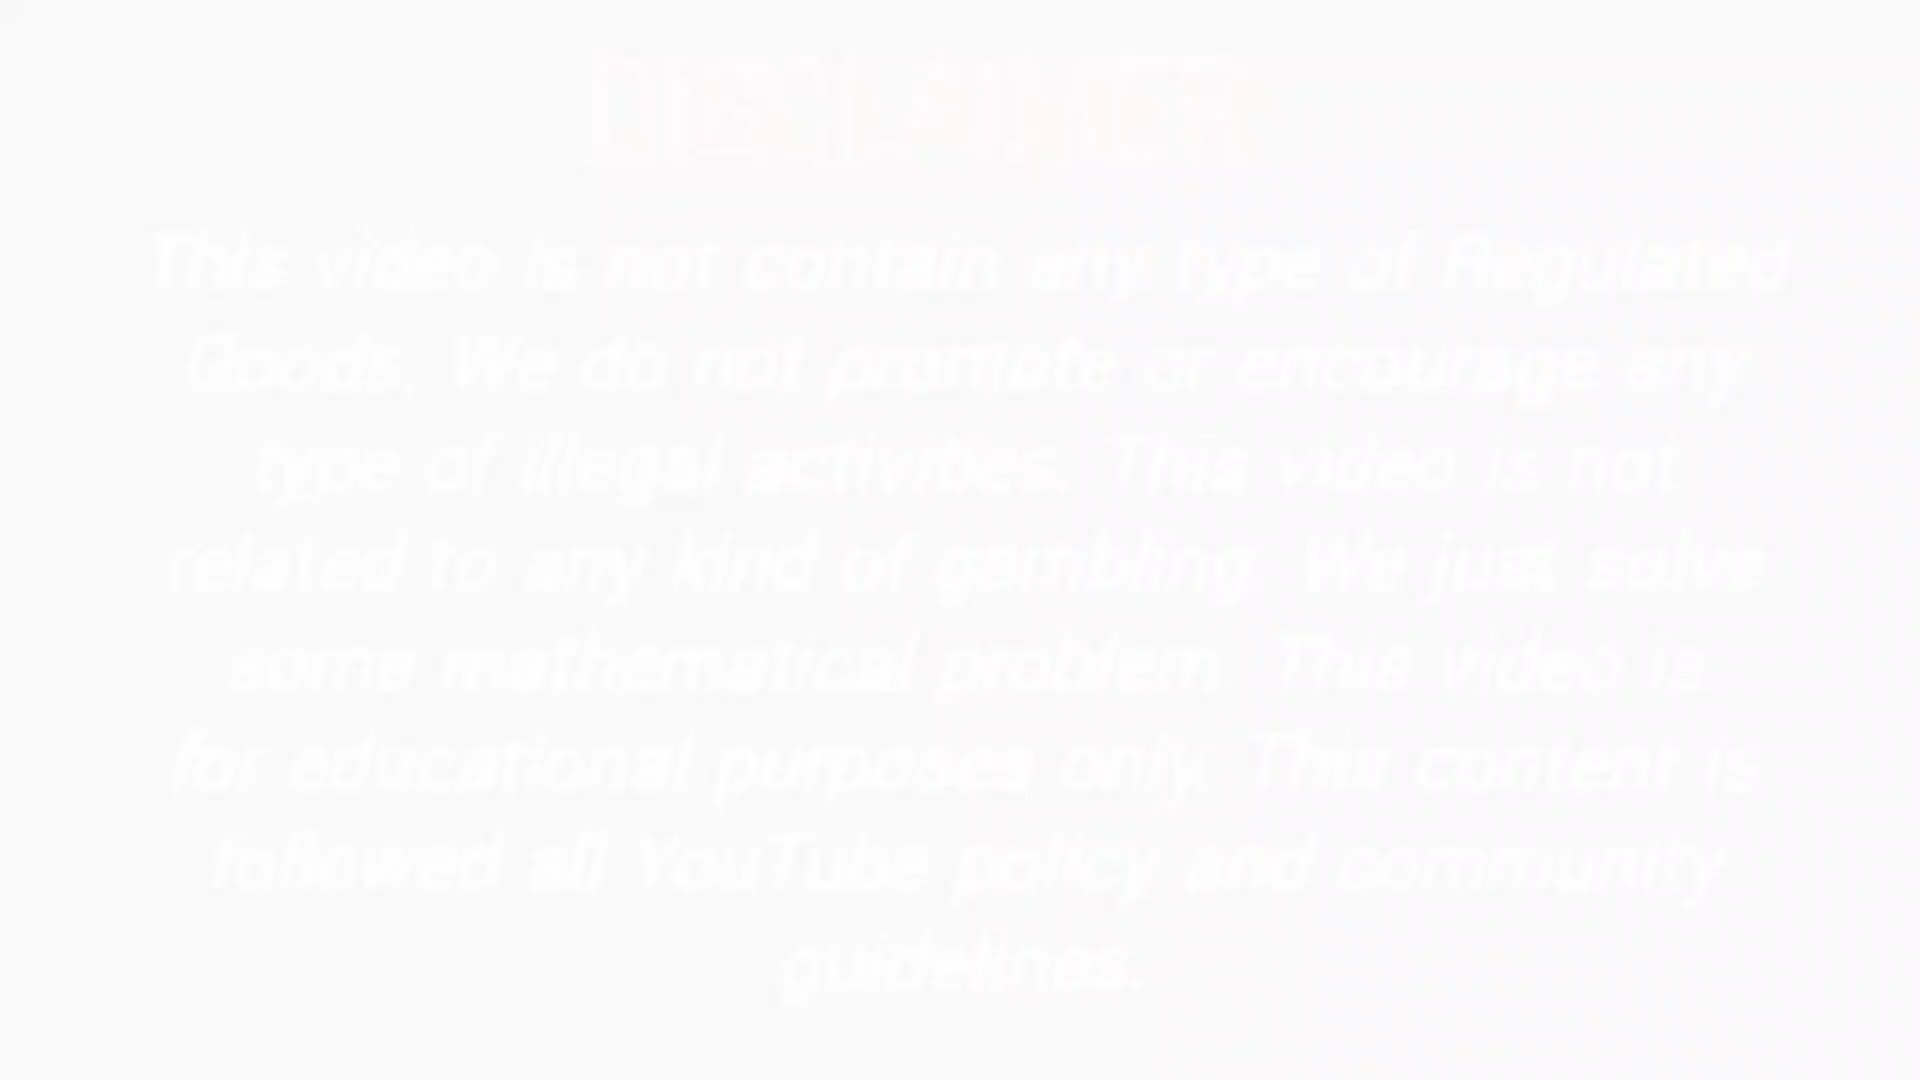 DISCLAIMER
This video is not contain any type of Regulated
Goods. We do not promote or encourage any
type of illegal activities. This video is not
related to any kind of gambling. We just solve
some mathematical problem. This video is
for educational purposes only. This content is
followed all YouTube policy and community
guidelines.